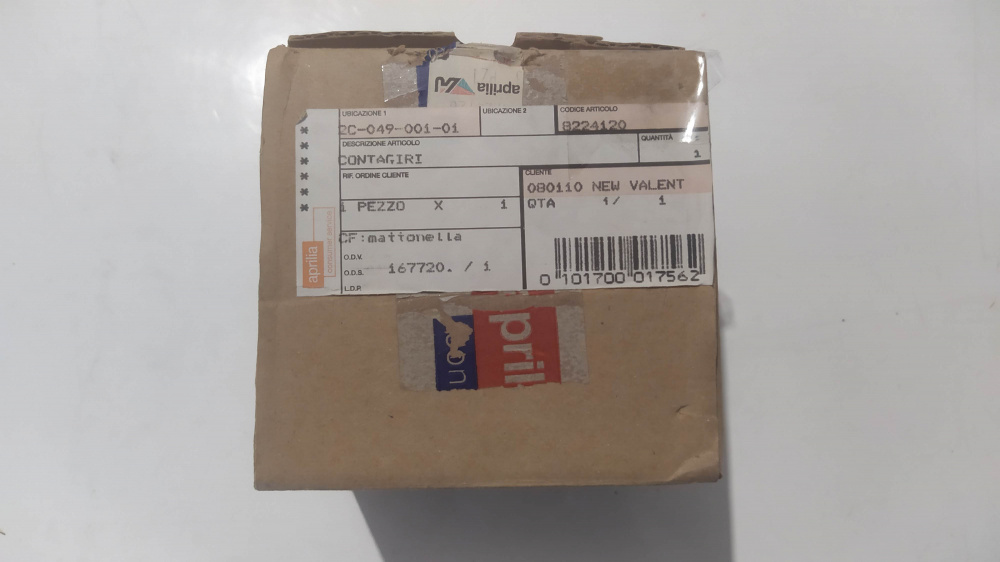 aprilia
UBICAZIONE 1
UBICAZIONE 2
CODICE ARTICOLO
2C-049-001-01
8224120
DESCRIZIONE ARTICOLO
QUANTITÀ
CONTAGIRI
1
RIF. ORDINE CLIENTE
CLIENTE
080110 NEW VALENT
1 PEZZO X 1
QTA 1/ 1
CF:mattonella
O.D.V.
O.D.S. 167720. / 1
L.D.P.
0 101700 017562
aprilia
consumer service